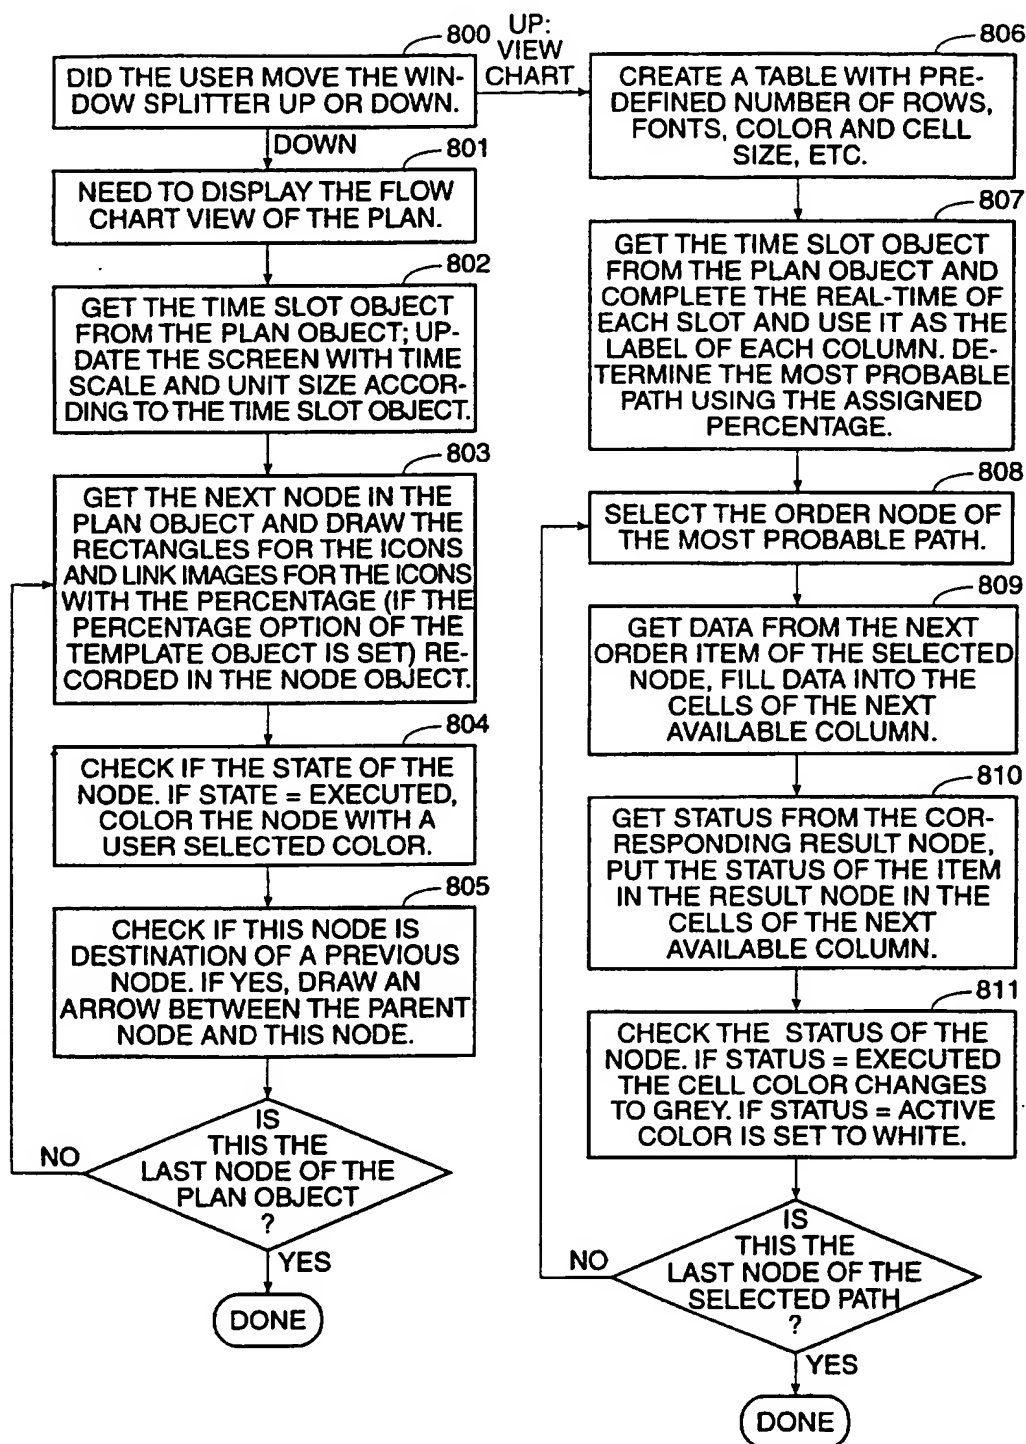 800
DID THE USER MOVE THE WIN-
DOW SPLITTER UP OR DOWN.
UP:
VIEW
CHART
DOWN
801
NEED TO DISPLAY THE FLOW
CHART VIEW OF THE PLAN.
802
GET THE TIME SLOT OBJECT
FROM THE PLAN OBJECT; UP-
DATE THE SCREEN WITH TIME
SCALE AND UNIT SIZE ACCOR-
DING TO THE TIME SLOT OBJECT.
803
GET THE NEXT NODE IN THE
PLAN OBJECT AND DRAW THE
RECTANGLES FOR THE ICONS
AND LINK IMAGES FOR THE ICONS
WITH THE PERCENTAGE (IF THE
PERCENTAGE OPTION OF THE
TEMPLATE OBJECT IS SET) RE-
CORDED IN THE NODE OBJECT.
804
CHECK IF THE STATE OF THE
NODE. IF STATE = EXECUTED,
COLOR THE NODE WITH A
USER SELECTED COLOR.
805
CHECK IF THIS NODE IS
DESTINATION OF A PREVIOUS
NODE. IF YES, DRAW AN
ARROW BETWEEN THE PARENT
NODE AND THIS NODE.
IS
THIS THE
LAST NODE OF THE
PLAN OBJECT
?
NO
YES
DONE
806
CREATE A TABLE WITH PRE-
DEFINED NUMBER OF ROWS,
FONTS, COLOR AND CELL
SIZE, ETC.
807
GET THE TIME SLOT OBJECT
FROM THE PLAN OBJECT AND
COMPLETE THE REAL-TIME OF
EACH SLOT AND USE IT AS THE
LABEL OF EACH COLUMN. DE-
TERMINE THE MOST PROBABLE
PATH USING THE ASSIGNED
PERCENTAGE.
808
SELECT THE ORDER NODE OF
THE MOST PROBABLE PATH.
809
GET DATA FROM THE NEXT
ORDER ITEM OF THE SELECTED
NODE, FILL DATA INTO THE
CELLS OF THE NEXT
AVAILABLE COLUMN.
810
GET STATUS FROM THE COR-
RESPONDING RESULT NODE,
PUT THE STATUS OF THE ITEM
IN THE RESULT NODE IN THE
CELLS OF THE NEXT
AVAILABLE COLUMN.
811
CHECK THE STATUS OF THE
NODE. IF STATUS = EXECUTED
THE CELL COLOR CHANGES
TO GREY. IF STATUS = ACTIVE
COLOR IS SET TO WHITE.
IS
THIS THE
LAST NODE OF THE
SELECTED PATH
?
NO
YES
DONE